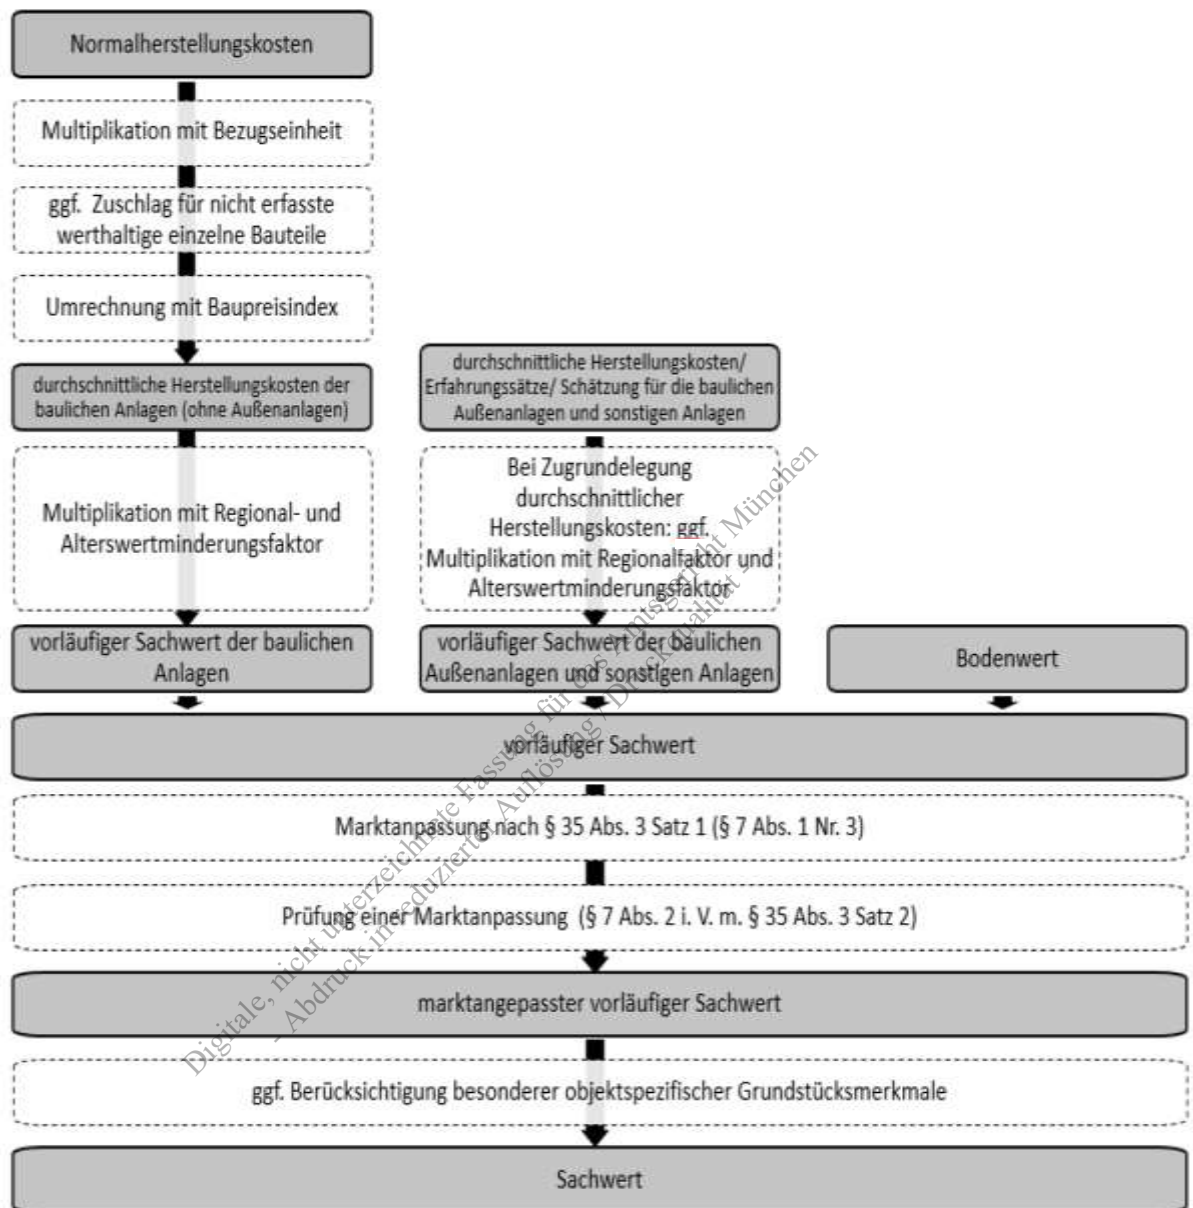 Normalherstellungskosten
Multiplikation mit Bezugseinheit
ggf. Zuschlag für nicht erfasste
werthaltige einzelne Bauteile
Umrechnung mit Baupreisindex
durchschnittliche Herstellungskosten der
baulichen Anlagen (ohne Außenanlagen)
Multiplikation mit Regional- und
Alterswertminderungsfaktor
vorläufiger Sachwert der baulichen
Anlagen
durchschnittliche Herstellungskosten/
Erfahrungssätze/ Schätzung für die baulichen
Außenanlagen und sonstigen Anlagen
Bei Zugrundelegung
durchschnittlicher
Herstellungskosten: ggf.
Multiplikation mit Regionalfaktor und
Alterswertminderungsfaktor
vorläufiger Sachwert der baulichen
Außenanlagen und sonstigen Anlagen
Bodenwert
vorläufiger Sachwert
Marktanpassung nach § 35 Abs. 3 Satz 1 (§ 7 Abs. 1 Nr. 3)
Prüfung einer Marktanpassung (§ 7 Abs. 2 i. V. m. § 35 Abs. 3 Satz 2)
marktangepasster vorläufiger Sachwert
ggf. Berücksichtigung besonderer objektspezifischer Grundstücksmerkmale
Sachwert
Digitale, nicht unterzeichnete Fassung für das Amtsgericht München
- Abdruck in reduzierter Auflösung / Druckqualität -